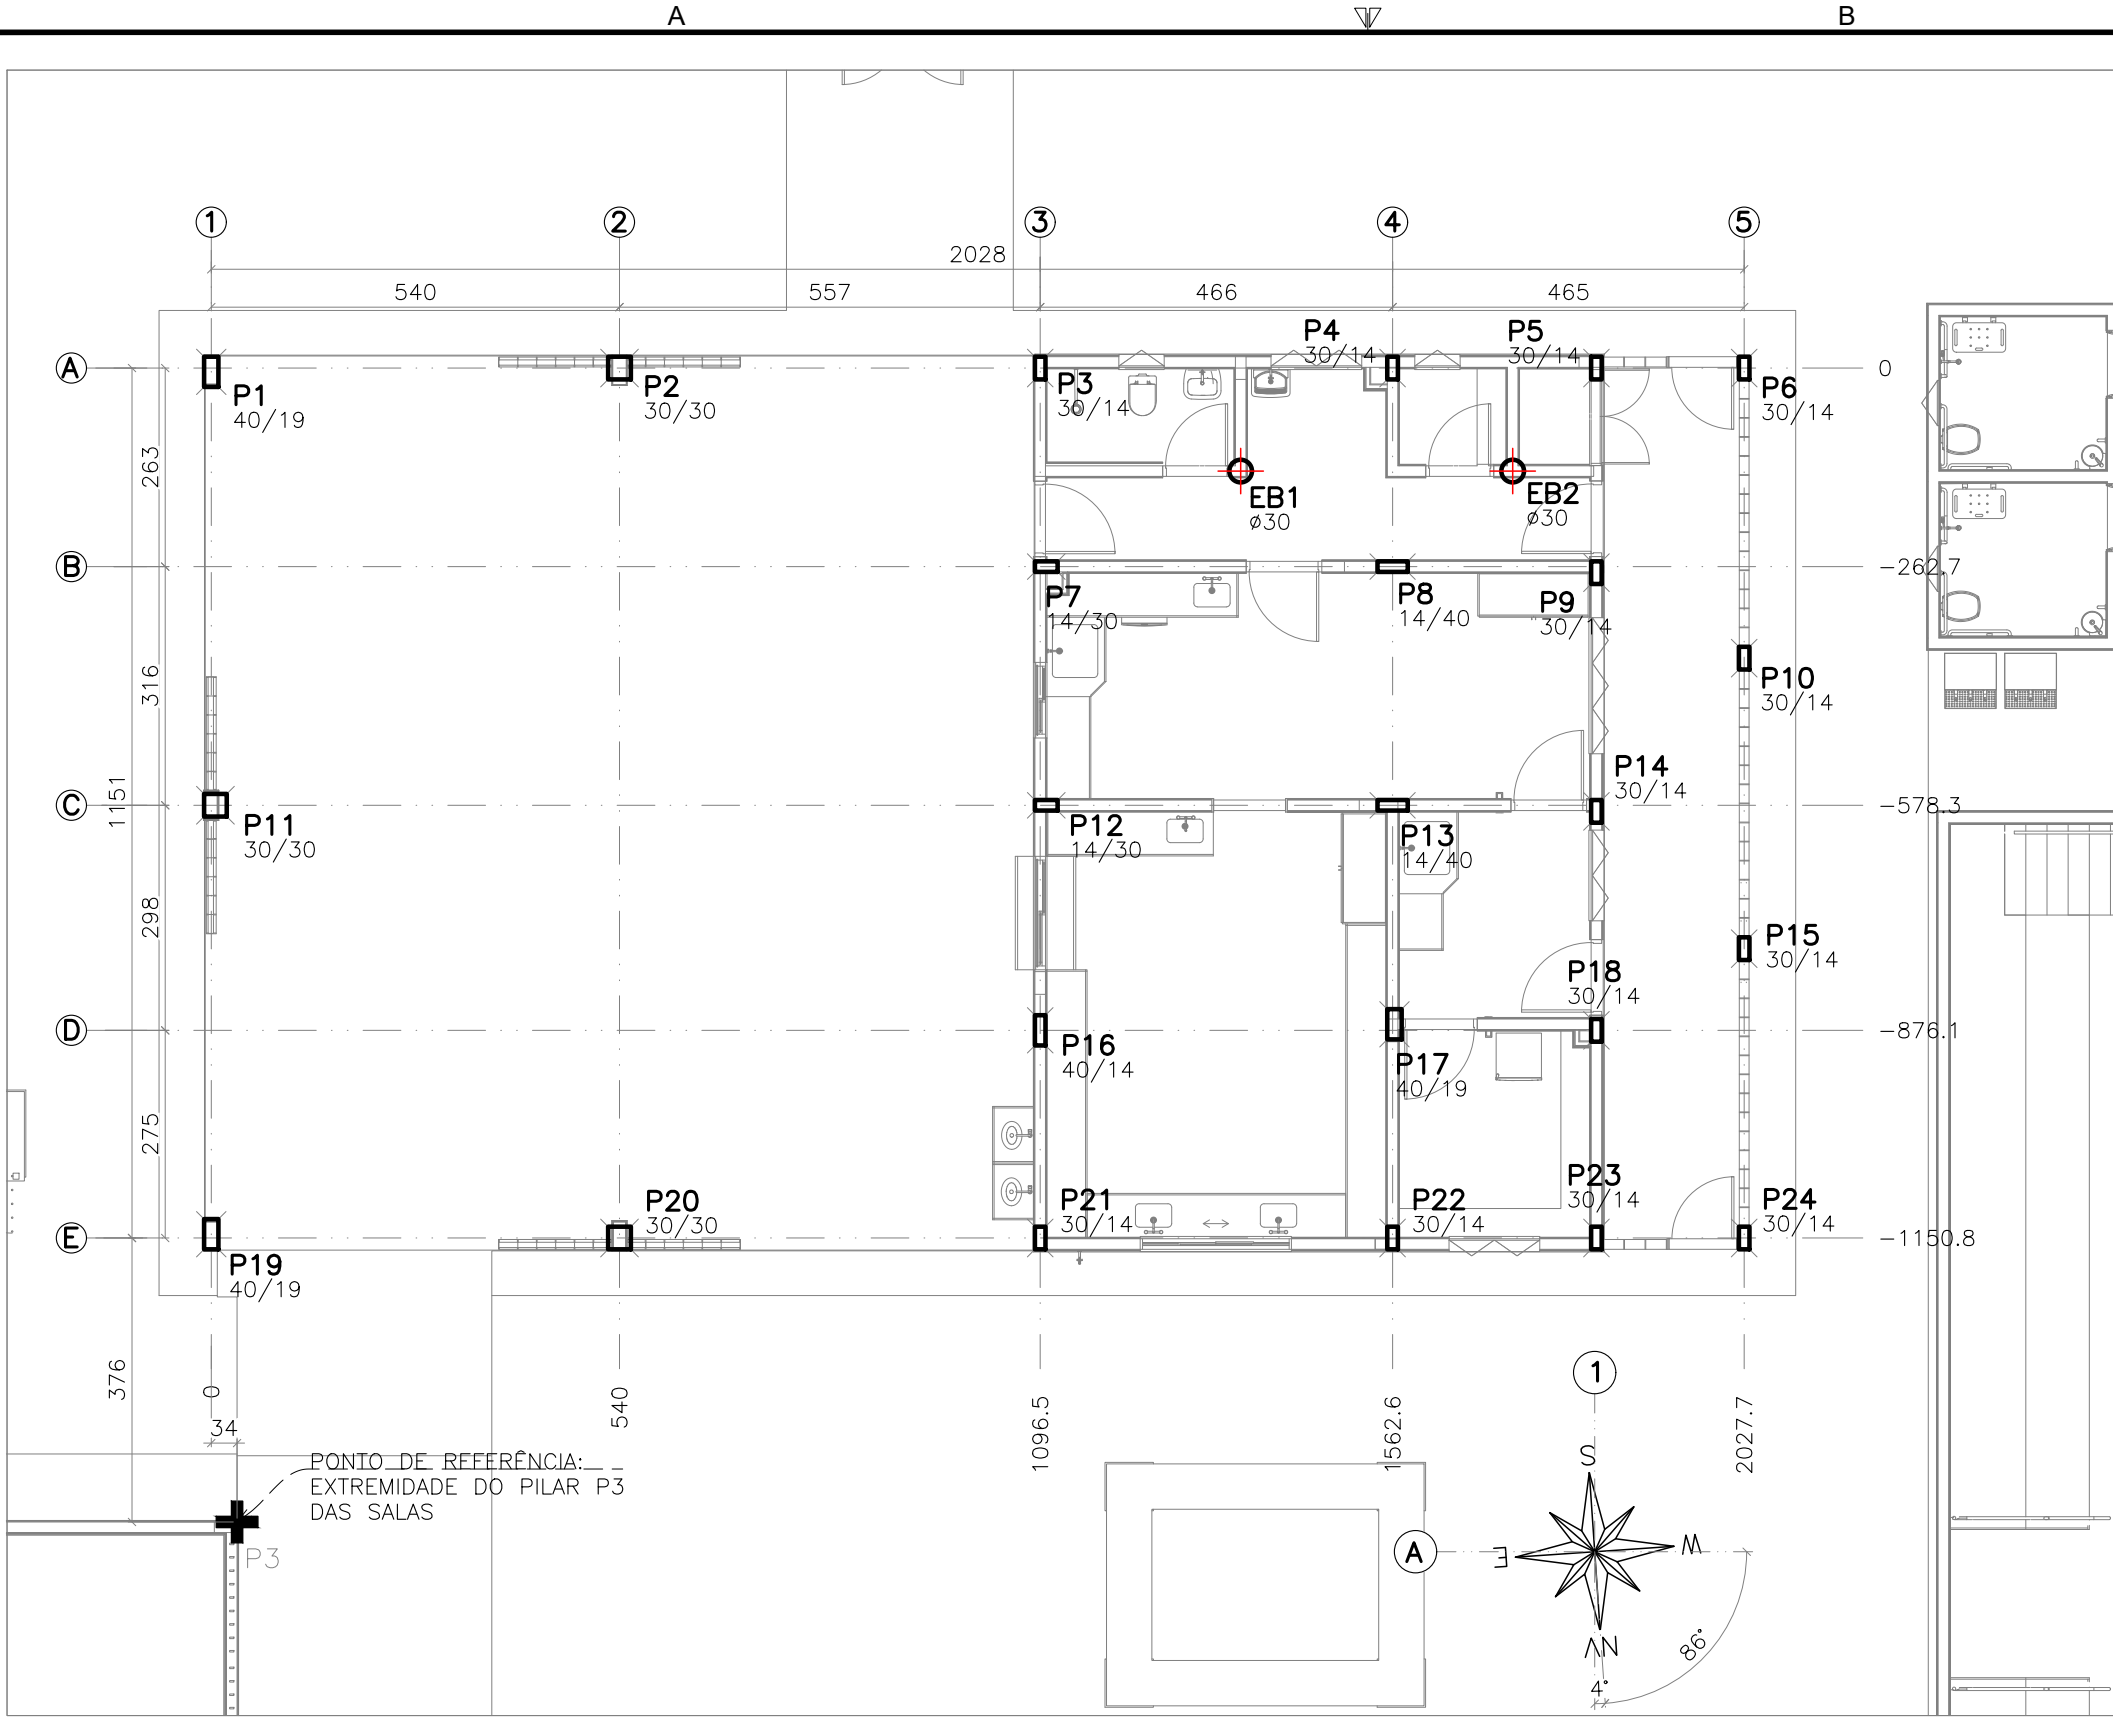 A
B
1
2
3
4
5
2028
540
557
466
465
A
P1
40/19
P2
30/30
P3
30/14
P4
30/14
P5
30/14
P6
30/14
0
263
EB1
ø30
EB2
ø30
B
P7
14/30
P8
14/40
P9
30/14
-262.7
316
P10
30/14
1151
C
P11
30/30
P12
14/30
P13
14/40
P14
30/14
-578.3
298
P15
30/14
D
P16
40/14
P17
40/19
P18
30/14
-876.1
275
E
P19
40/19
P20
30/30
P21
30/14
P22
30/14
P23
30/14
P24
30/14
-1150.8
376
0
540
1096.5
1562.6
2027.7
34
PONTO DE REFERÊNCIA:
EXTREMIDADE DO PILAR P3
DAS SALAS
P3
1
S
A
E
W
N
86°
4°